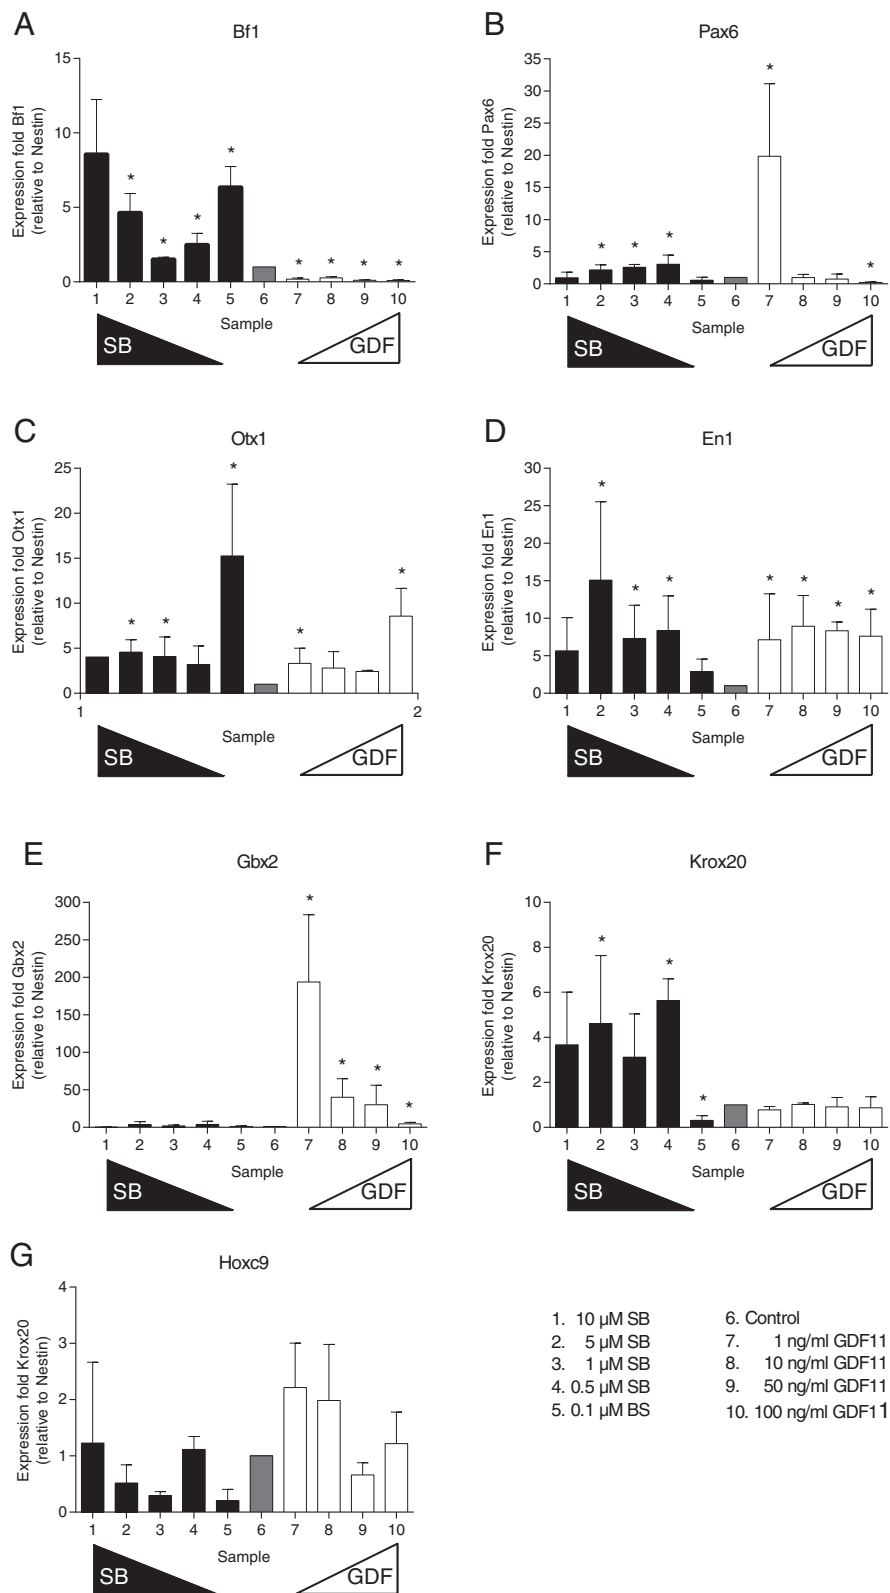 A
Bf1
Expression fold Bf1
(relative to Nestin)
15
10
5
0
*
*
*
*
*
*
*
*
1 2 3 4 5 6 7 8 9 10
Sample
SB
GDF
B
Pax6
Expression fold Pax6
(relative to Nestin)
35
30
25
20
15
10
5
0
*
*
*
*
*
1 2 3 4 5 6 7 8 9 10
Sample
SB
GDF
C
Otx1
Expression fold Otx1
(relative to Nestin)
25
20
15
10
5
0
*
*
*
*
*
1 2
Sample
SB
GDF
D
En1
Expression fold En1
(relative to Nestin)
30
25
20
15
10
5
0
*
*
*
*
*
*
*
1 2 3 4 5 6 7 8 9 10
Sample
SB
GDF
E
Gbx2
Expression fold Gbx2
(relative to Nestin)
300
250
200
150
100
50
0
*
*
*
*
1 2 3 4 5 6 7 8 9 10
Sample
SB
GDF
F
Krox20
Expression fold Krox20
(relative to Nestin)
10
8
6
4
2
0
*
*
*
1 2 3 4 5 6 7 8 9 10
Sample
SB
GDF
G
Hoxc9
Expression fold Krox20
(relative to Nestin)
4
3
2
1
0
1 2 3 4 5 6 7 8 9 10
Sample
SB
GDF
1. 10 µM SB
2. 5 µM SB
3. 1 µM SB
4. 0.5 µM SB
5. 0.1 µM BS
6. Control
7. 1 ng/ml GDF11
8. 10 ng/ml GDF11
9. 50 ng/ml GDF11
10. 100 ng/ml GDF11